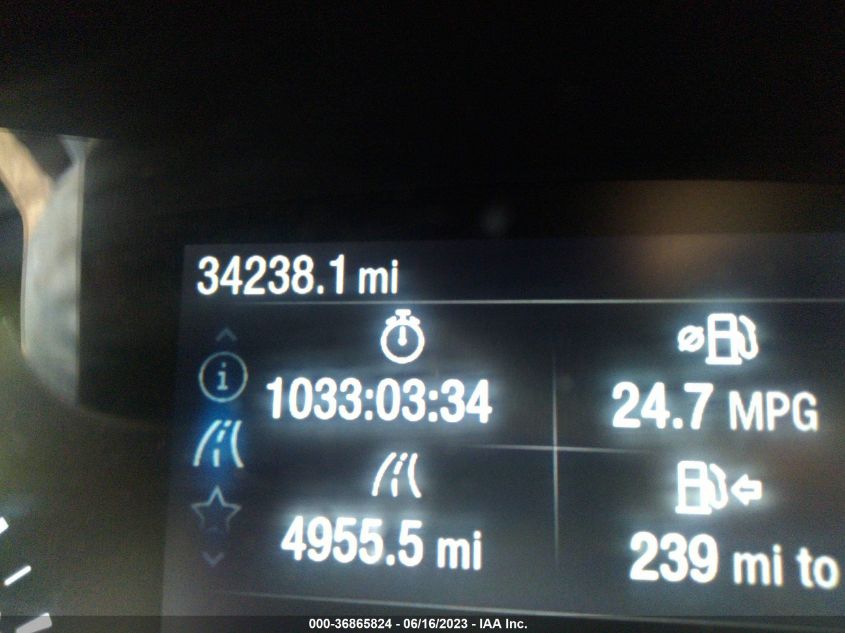 34238.1 mi
1033:03:34
24.7 MPG
4955.5 mi
239 mi to
000-36865824 - 06/16/2023 - IAA Inc.